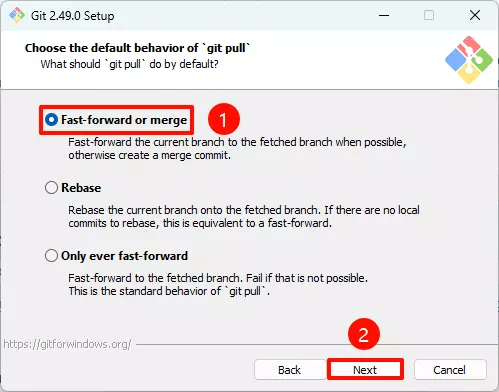 Git 2.49.0 Setup
Choose the default behavior of `git pull`
What should `git pull` do by default?
Fast-forward or merge
1
Fast-forward the current branch to the fetched branch when possible,
otherwise create a merge commit.
Rebase
Rebase the current branch onto the fetched branch. If there are no local
commits to rebase, this is equivalent to a fast-forward.
Only ever fast-forward
Fast-forward to the fetched branch. Fail if that is not possible.
This is the standard behavior of `git pull`.
2
https://gitforwindows.org/
Back
Next
Cancel